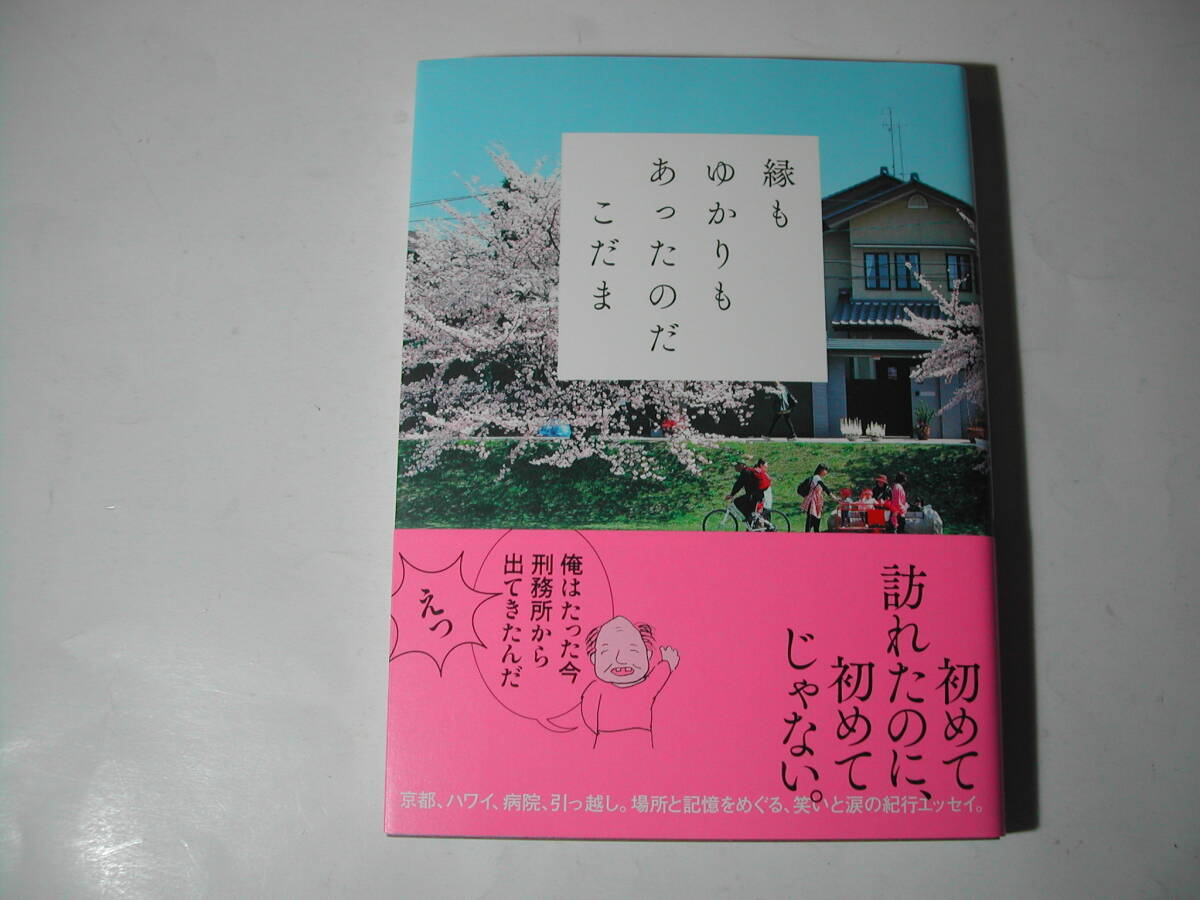 縁も
ゆかりも
あったのだ
こだま
初めて
訪れたのに、
初めて
じゃない。
俺はたった今
刑務所から
出てきたんだ
えっ
京都、ハワイ、病院、引っ越し。場所と記憶をめぐる、笑いと涙の紀行エッセイ。